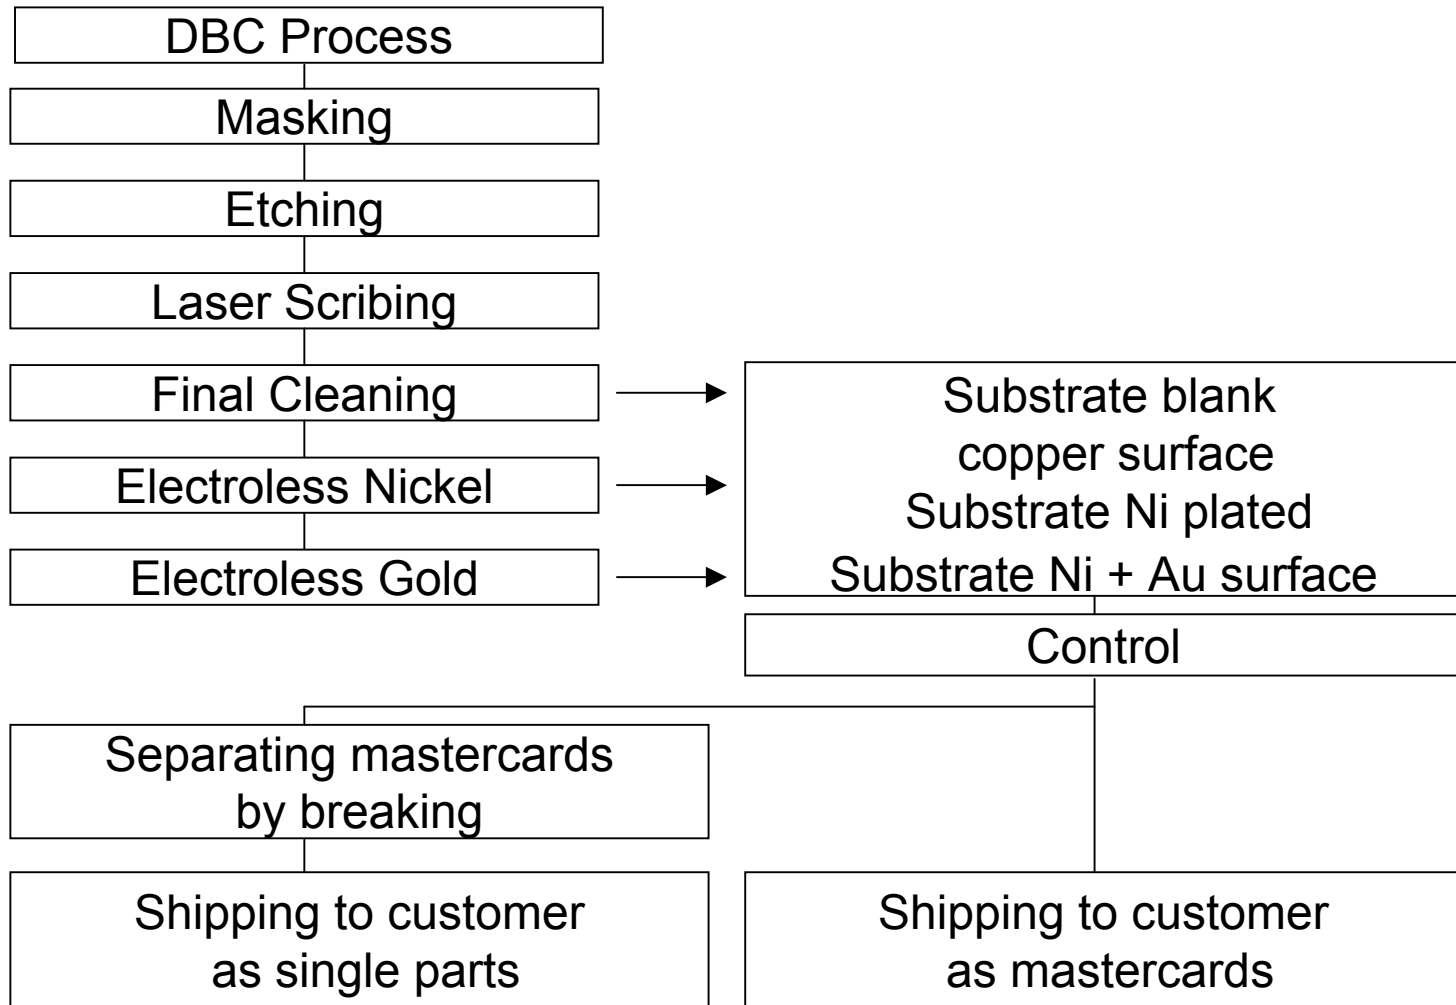 DBC Process
Masking
Etching
Laser Scribing
Final Cleaning
Electroless Nickel
Electroless Gold
Substrate blank
copper surface
Substrate Ni plated
Substrate Ni + Au surface
Control
Separating mastercards
by breaking
Shipping to customer
as single parts
Shipping to customer
as mastercards